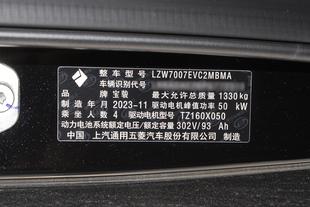 整车型号 LZW7007EVC2MBMA
车辆识别代号
品牌 宝骏 最大允许总质量 1330kg
制造年月 2023-11 驱动电机峰值功率 50 kW
乘坐人数 4 驱动电机型号 TZ160X050
动力电池系统额定电压/额定容量 302V/93 Ah
中国 上汽通用五菱汽车股份有限公司 制造